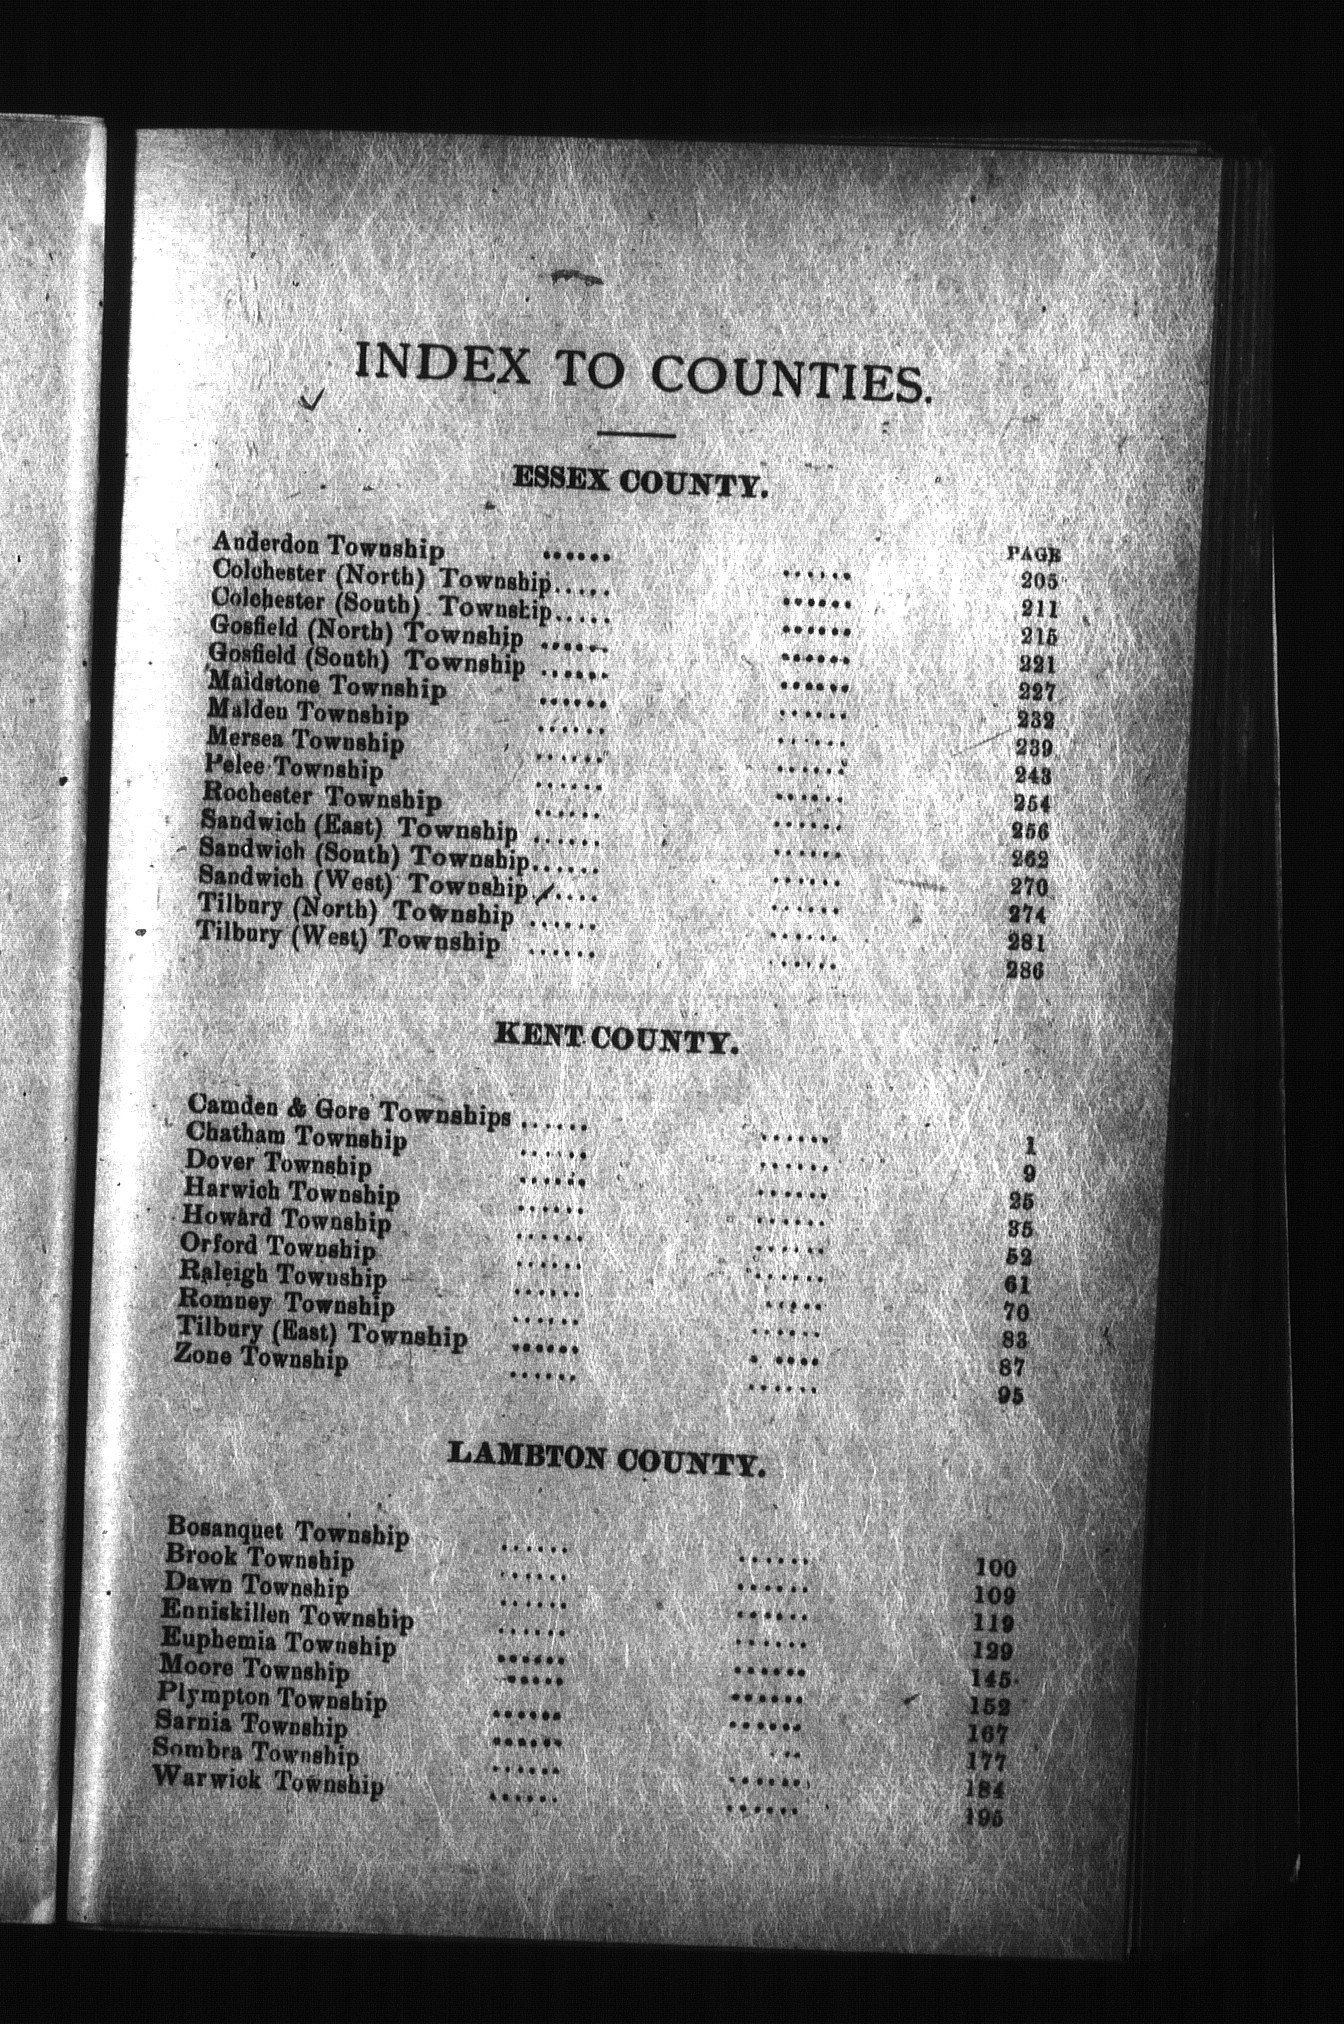 INDEX TO COUNTIES.
ESSEX COUNTY.
PAGE
Anderdon Township ...... ...... 205
Colchester (North) Township..... ...... 211
Colchester (South) Township..... ...... 215
Gosfield (North) Township ...... ...... 221
Gosfield (South) Township ...... ...... 227
Maidstone Township ...... ...... 232
Malden Township ...... ...... 239
Mersea Township ...... ...... 243
Pelee Township ...... ...... 254
Rochester Township ...... ...... 256
Sandwich (East) Township ...... ...... 262
Sandwich (South) Township...... ...... 270
Sandwich (West) Township ..... ...... 274
Tilbury (North) Township ...... ...... 281
Tilbury (West) Township ...... ...... 286
KENT COUNTY.
Camden & Gore Townships ...... ...... 1
Chatham Township ...... ...... 9
Dover Township ...... ...... 25
Harwich Township ...... ...... 35
Howard Township ...... ...... 52
Orford Township ...... ...... 61
Raleigh Township ...... ..... 70
Romney Township ...... ...... 83
Tilbury (East) Township ...... . .... 87
Zone Township ...... ...... 95
LAMBTON COUNTY.
Bosanquet Township ...... ...... 100
Brook Township ...... ...... 109
Dawn Township ...... ...... 119
Enniskillen Township ...... ...... 129
Euphemia Township ...... ...... 145
Moore Township ..... ...... 152
Plympton Township ...... ...... 167
Sarnia Township ...... ... 177
Sombra Township ...... ...... 184
Warwick Township ...... ...... 195